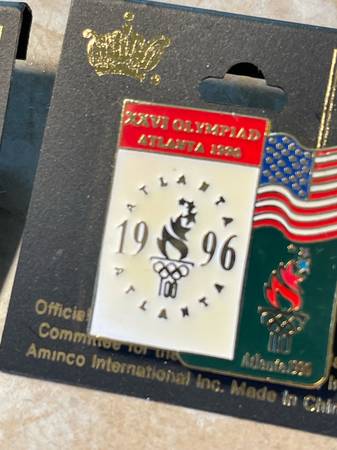 XXVI OLYMPIAD
ATLANTA 1996
ATLANTA
19 96
ATLANTA
Atlanta 1996
Official
Committee for the
Aminco International Inc. Made in Chin